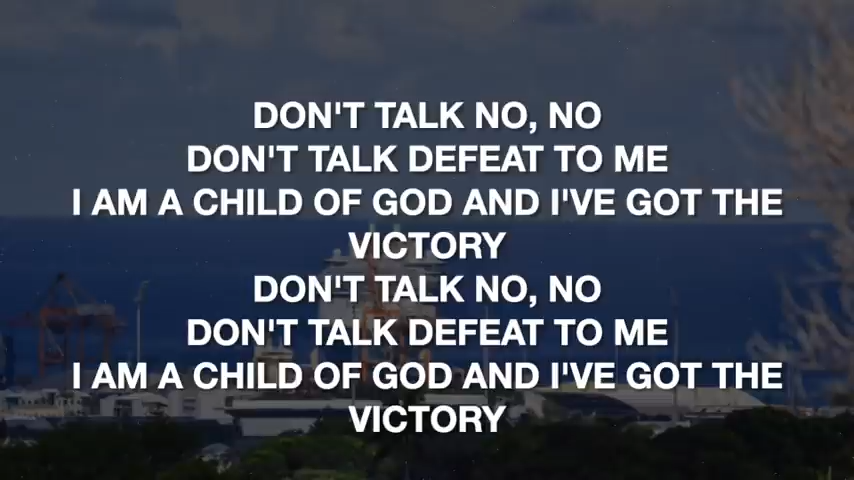 DON'T TALK NO, NO
DON'T TALK DEFEAT TO ME
I AM A CHILD OF GOD AND I'VE GOT THE
VICTORY
DON'T TALK NO, NO
DON'T TALK DEFEAT TO ME
I AM A CHILD OF GOD AND I'VE GOT THE
VICTORY